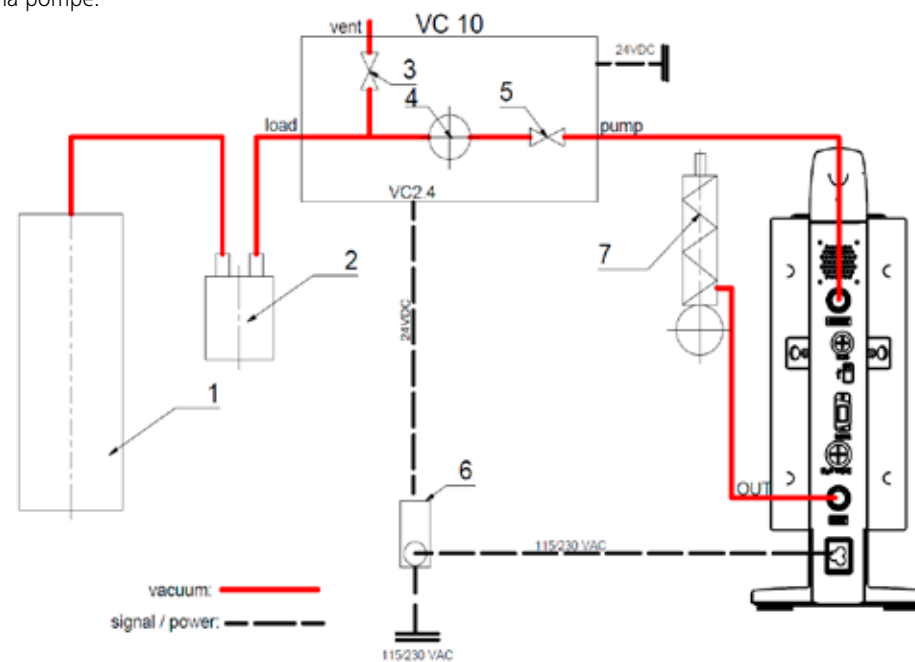 la pompe.
vent
VC 10
24VDC
3
4
5
load
pump
VC2.4
2
7
24VDC
1
6
OUT
115/230 VAC
vacuum:
signal / power:
115/230 VAC